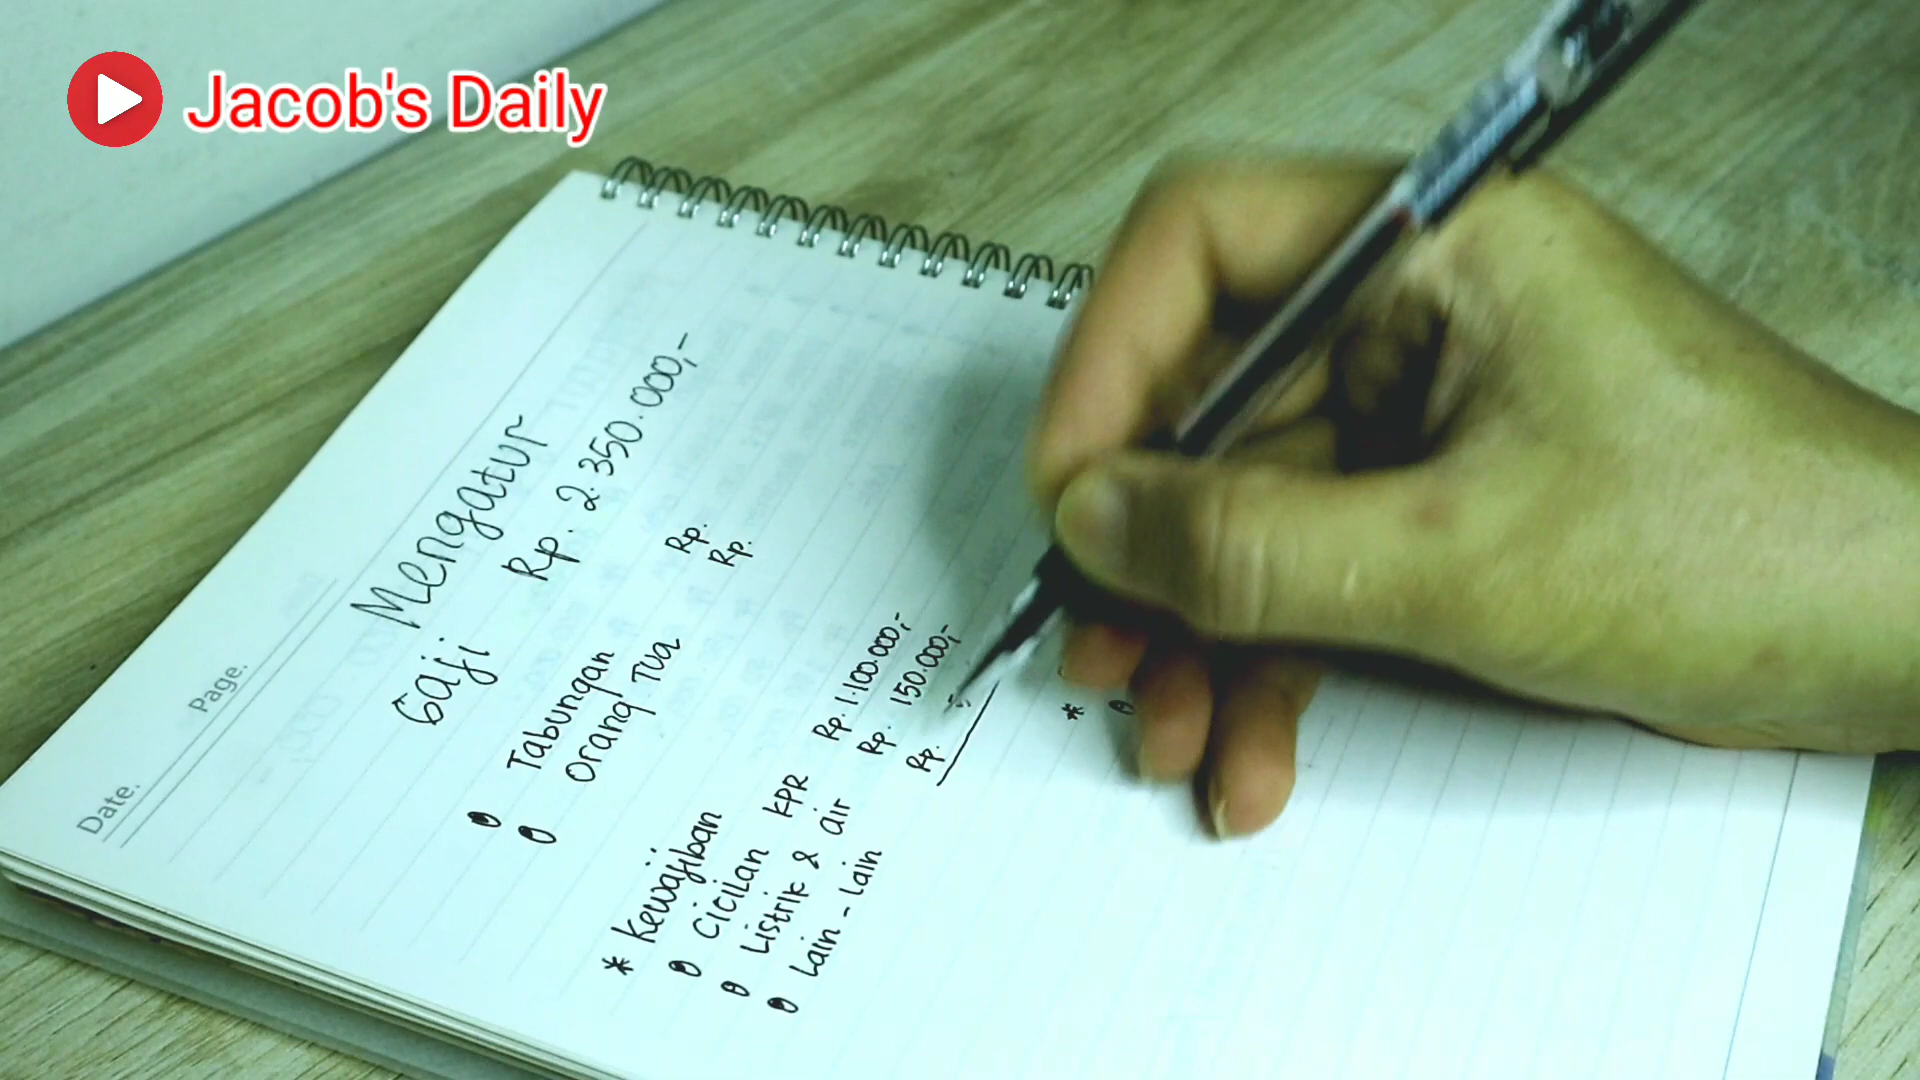 Jacob's Daily
Date.
Page.
Mengatur
Gaji Rp. 2.350.000,-
Tabungan Rp.
Orang Tua Rp.
* Kewajiban
Cicilan KPR Rp. 1.100.000,-
Listrik & air Rp. 150.000,-
Lain - Lain Rp.
*